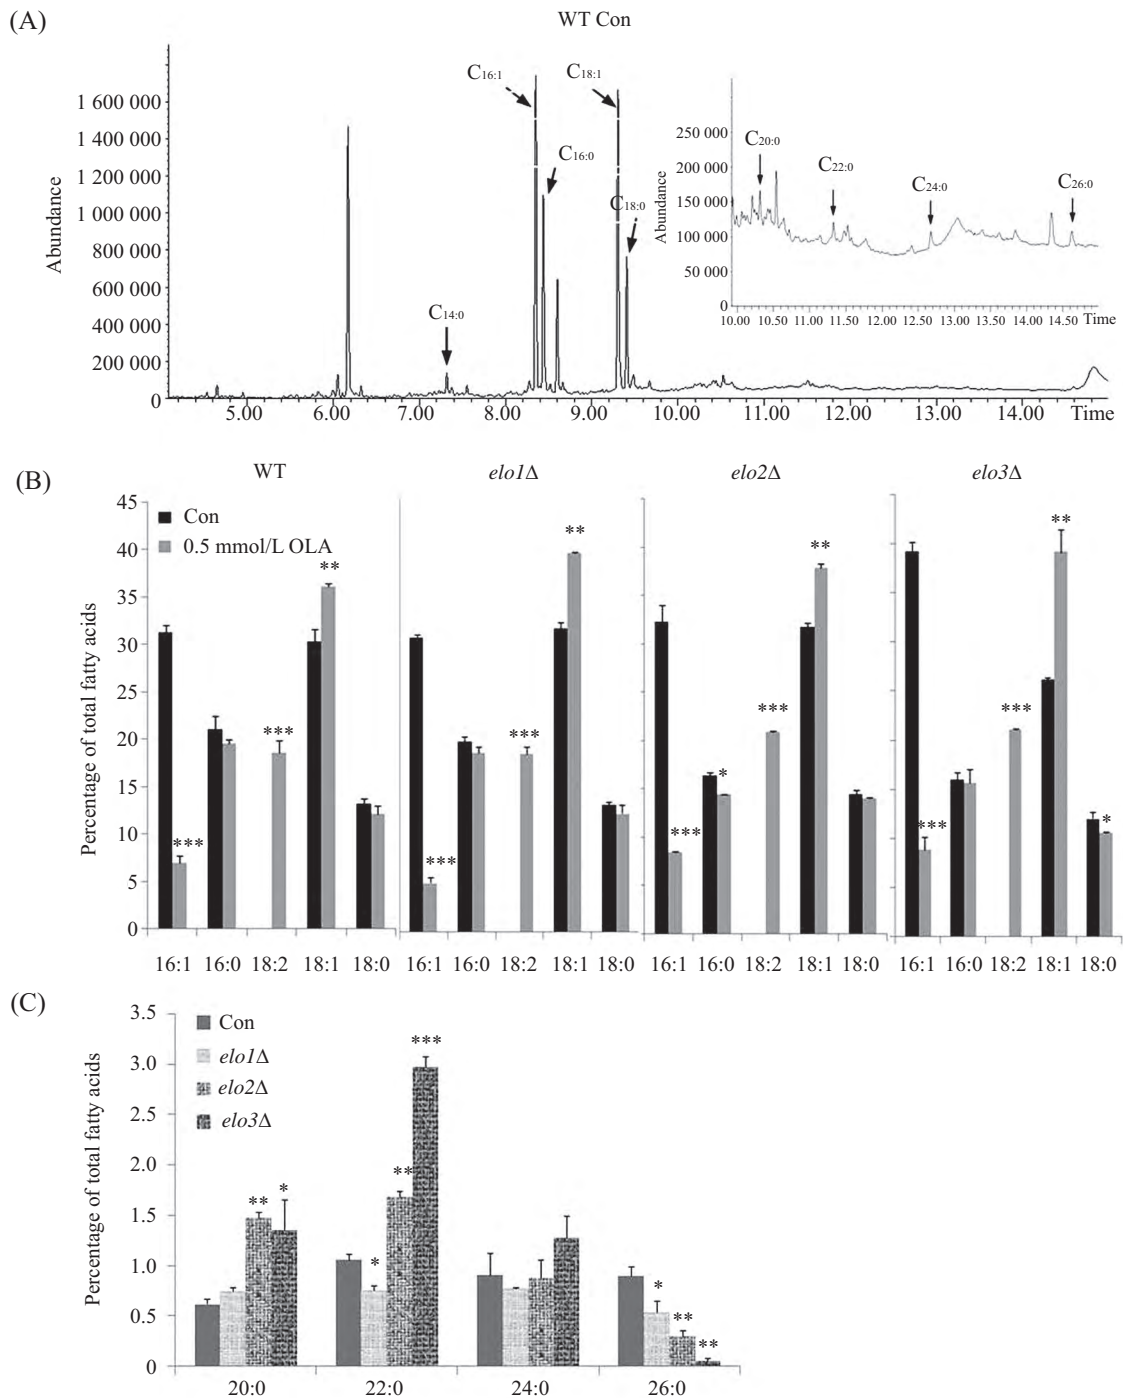 (A)
WT Con
Abundance
1 600 000
1 400 000
1 200 000
1 000 000
800 000
600 000
400 000
200 000
0
5.00 6.00 7.00 8.00 9.00 10.00 11.00 12.00 13.00 14.00 Time
C14:0
C16:1
C16:0
C18:1
C18:0
Abundance
250 000
200 000
150 000
100 000
50 000
0
10.00 10.50 11.00 11.50 12.00 12.50 13.00 13.50 14.00 14.50 Time
C20:0
C22:0
C24:0
C26:0
(B)
WT elo1Δ elo2Δ elo3Δ
Percentage of total fatty acids
45
40
35
30
25
20
15
10
5
0
Con
0.5 mmol/L OLA
*** *** **
*** *** **
*** * *** **
*** *** ** *
16:1 16:0 18:2 18:1 18:0 16:1 16:0 18:2 18:1 18:0 16:1 16:0 18:2 18:1 18:0 16:1 16:0 18:2 18:1 18:0
(C)
Percentage of total fatty acids
3.5
3.0
2.5
2.0
1.5
1.0
0.5
0
Con
elo1Δ
elo2Δ
elo3Δ
** *
* ** ***
* ** **
20:0 22:0 24:0 26:0